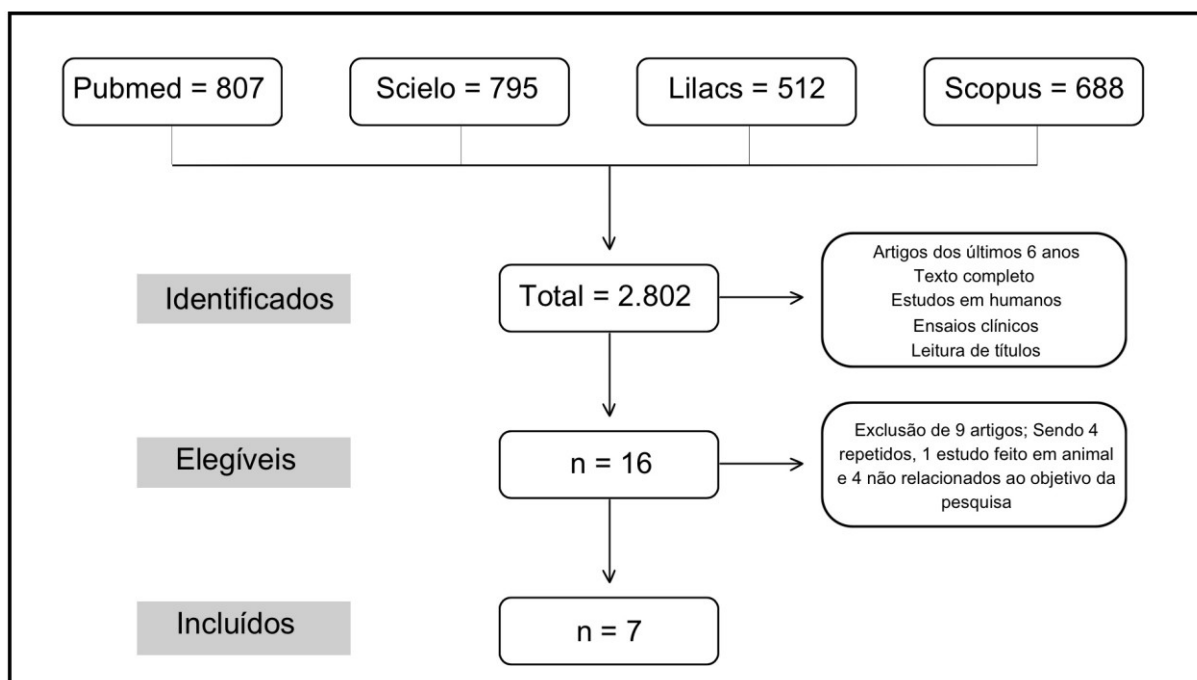 Pubmed = 807
Scielo = 795
Lilacs = 512
Scopus = 688
Identificados
Total = 2.802
Artigos dos últimos 6 anos
Texto completo
Estudos em humanos
Ensaios clínicos
Leitura de títulos
Elegíveis
n = 16
Exclusão de 9 artigos; Sendo 4
repetidos, 1 estudo feito em animal
e 4 não relacionados ao objetivo da
pesquisa
Incluídos
n = 7